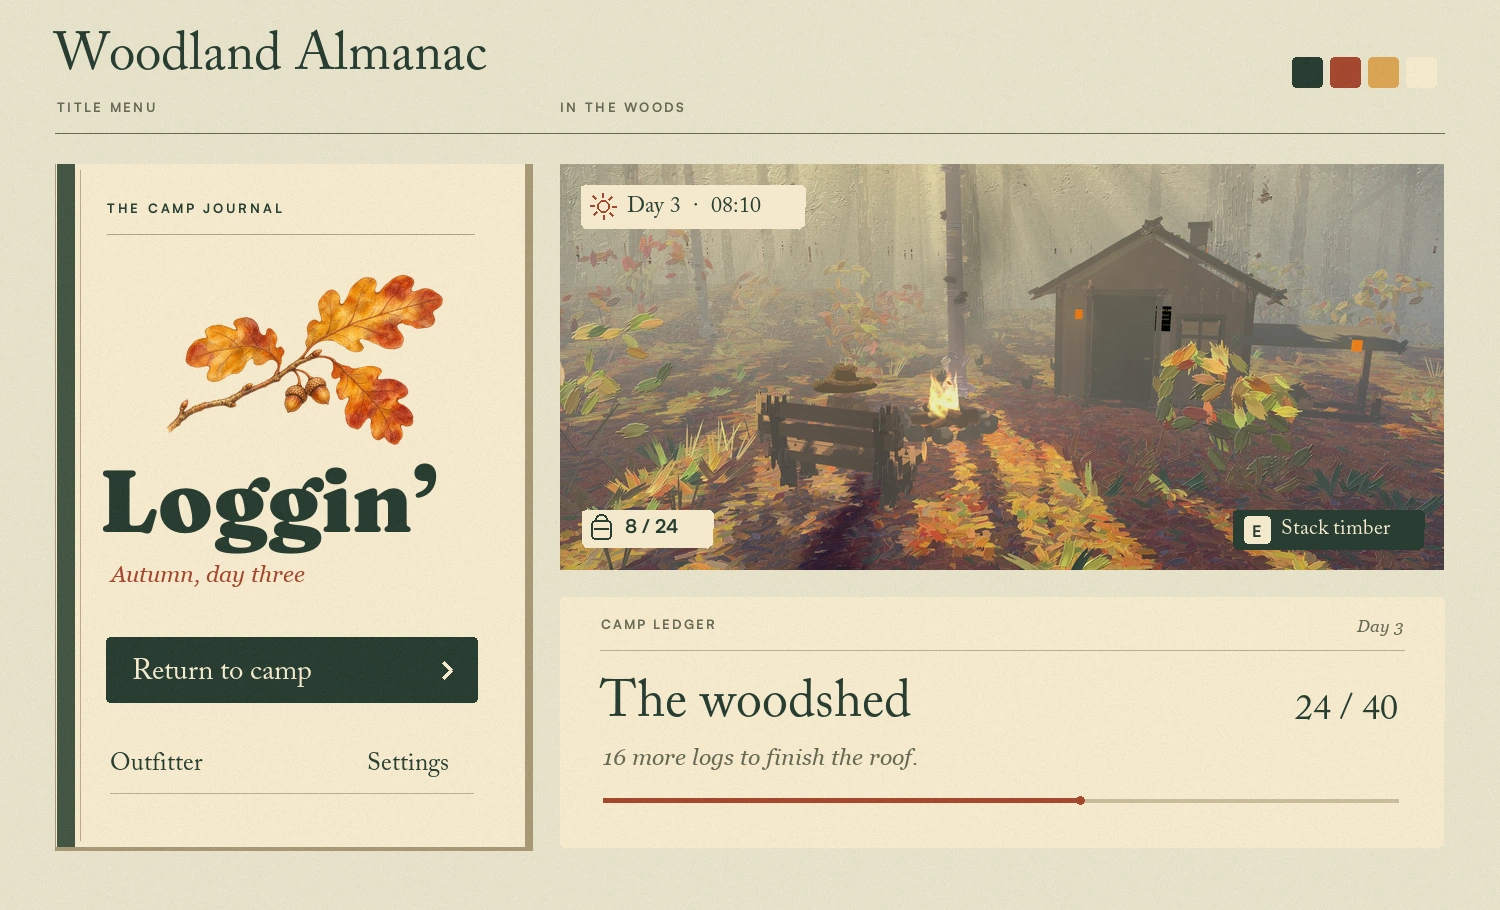 Woodland Almanac
TITLE MENU
IN THE WOODS
THE CAMP JOURNAL
Loggin’
Autumn, day three
Return to camp
Outfitter
Settings
Day 3 · 08:10
8 / 24
E Stack timber
CAMP LEDGER
Day 3
The woodshed
24 / 40
16 more logs to finish the roof.